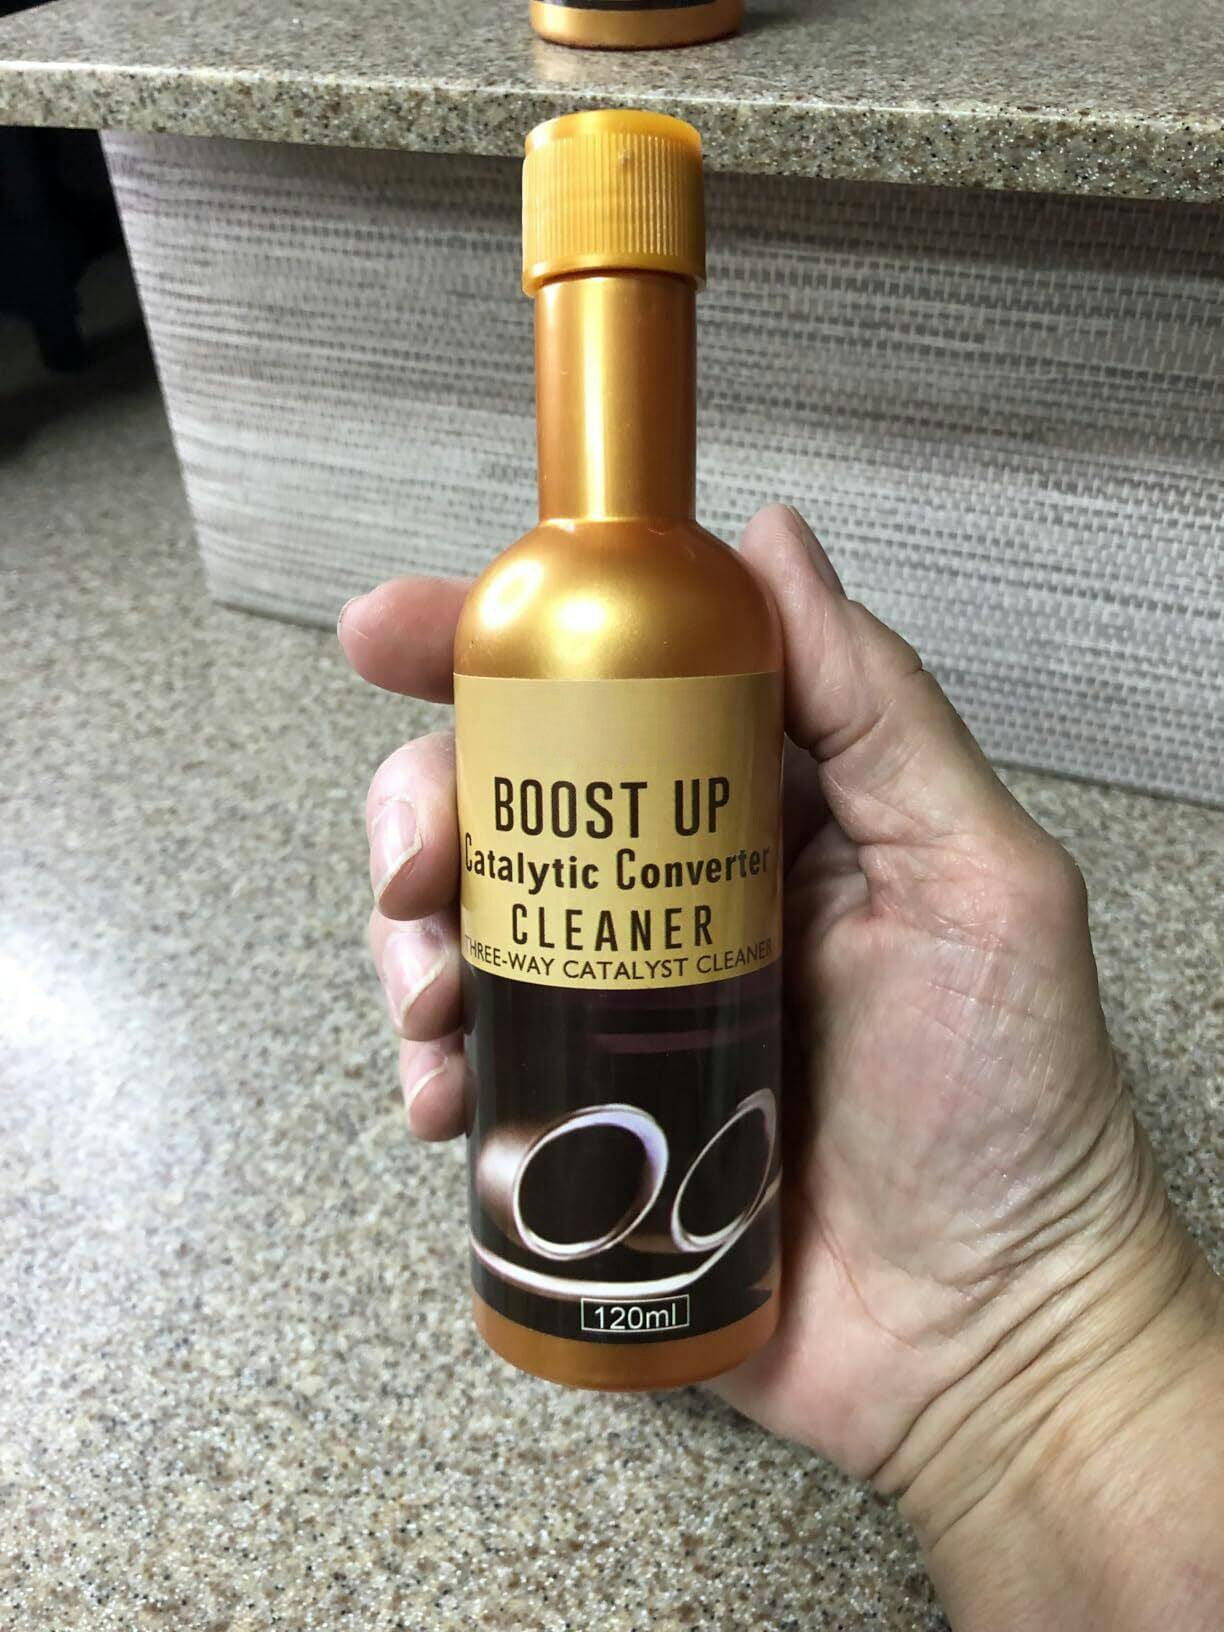 BOOST UP
Catalytic Converter
CLEANER
THREE-WAY CATALYST CLEANER
120ml